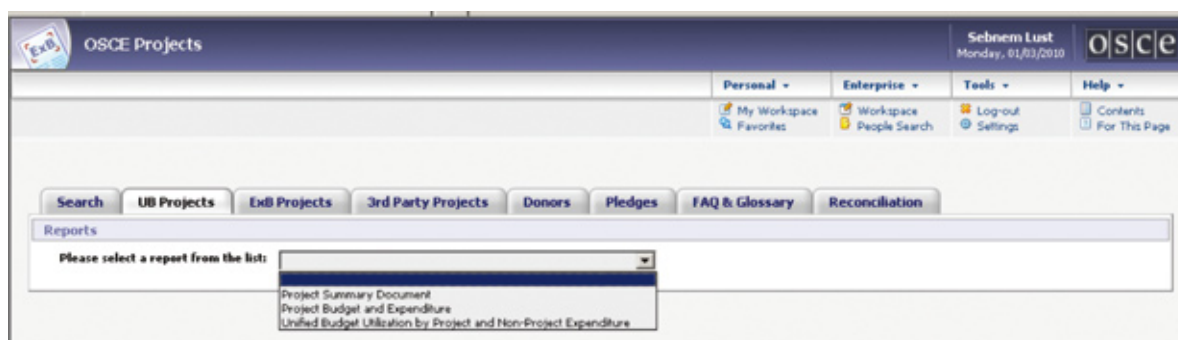 ExB
OSCE Projects
Sebnem Lust
Monday, 01/03/2010
osce
Personal
Enterprise
Tools
Help
My Workspace
Workspace
Log-out
Contents
Favorites
People Search
Settings
For This Page
Search
UB Projects
ExB Projects
3rd Party Projects
Donors
Pledges
FAQ & Glossary
Reconciliation
Reports
Please select a report from the list:
Project Summary Document
Project Budget and Expenditure
Unified Budget Utilization by Project and Non-Project Expenditure